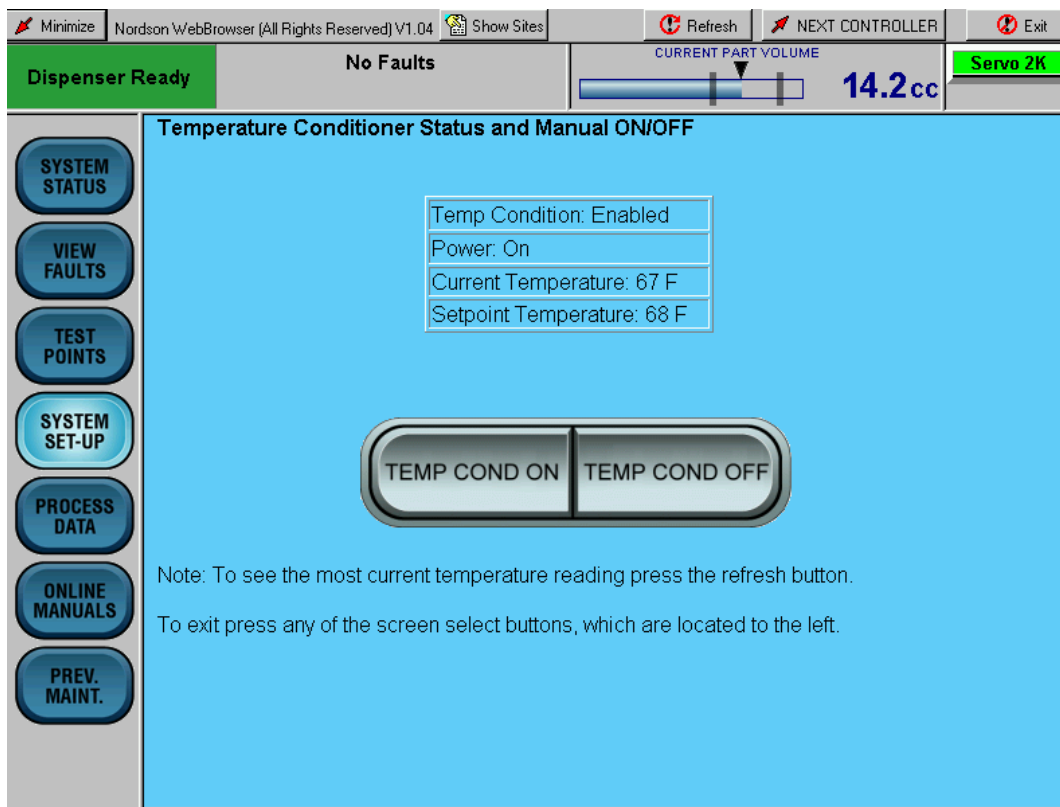 Minimize
Nordson WebBrowser (All Rights Reserved) V1.04
Show Sites
Refresh
NEXT CONTROLLER
Exit
Dispenser Ready
No Faults
CURRENT PART VOLUME
14.2 cc
Servo 2K
Temperature Conditioner Status and Manual ON/OFF
SYSTEM
STATUS
VIEW
FAULTS
TEST
POINTS
SYSTEM
SET-UP
PROCESS
DATA
ONLINE
MANUALS
PREV.
MAINT.
Temp Condition: Enabled
Power: On
Current Temperature: 67 F
Setpoint Temperature: 68 F
TEMP COND ON
TEMP COND OFF
Note: To see the most current temperature reading press the refresh button.
To exit press any of the screen select buttons, which are located to the left.